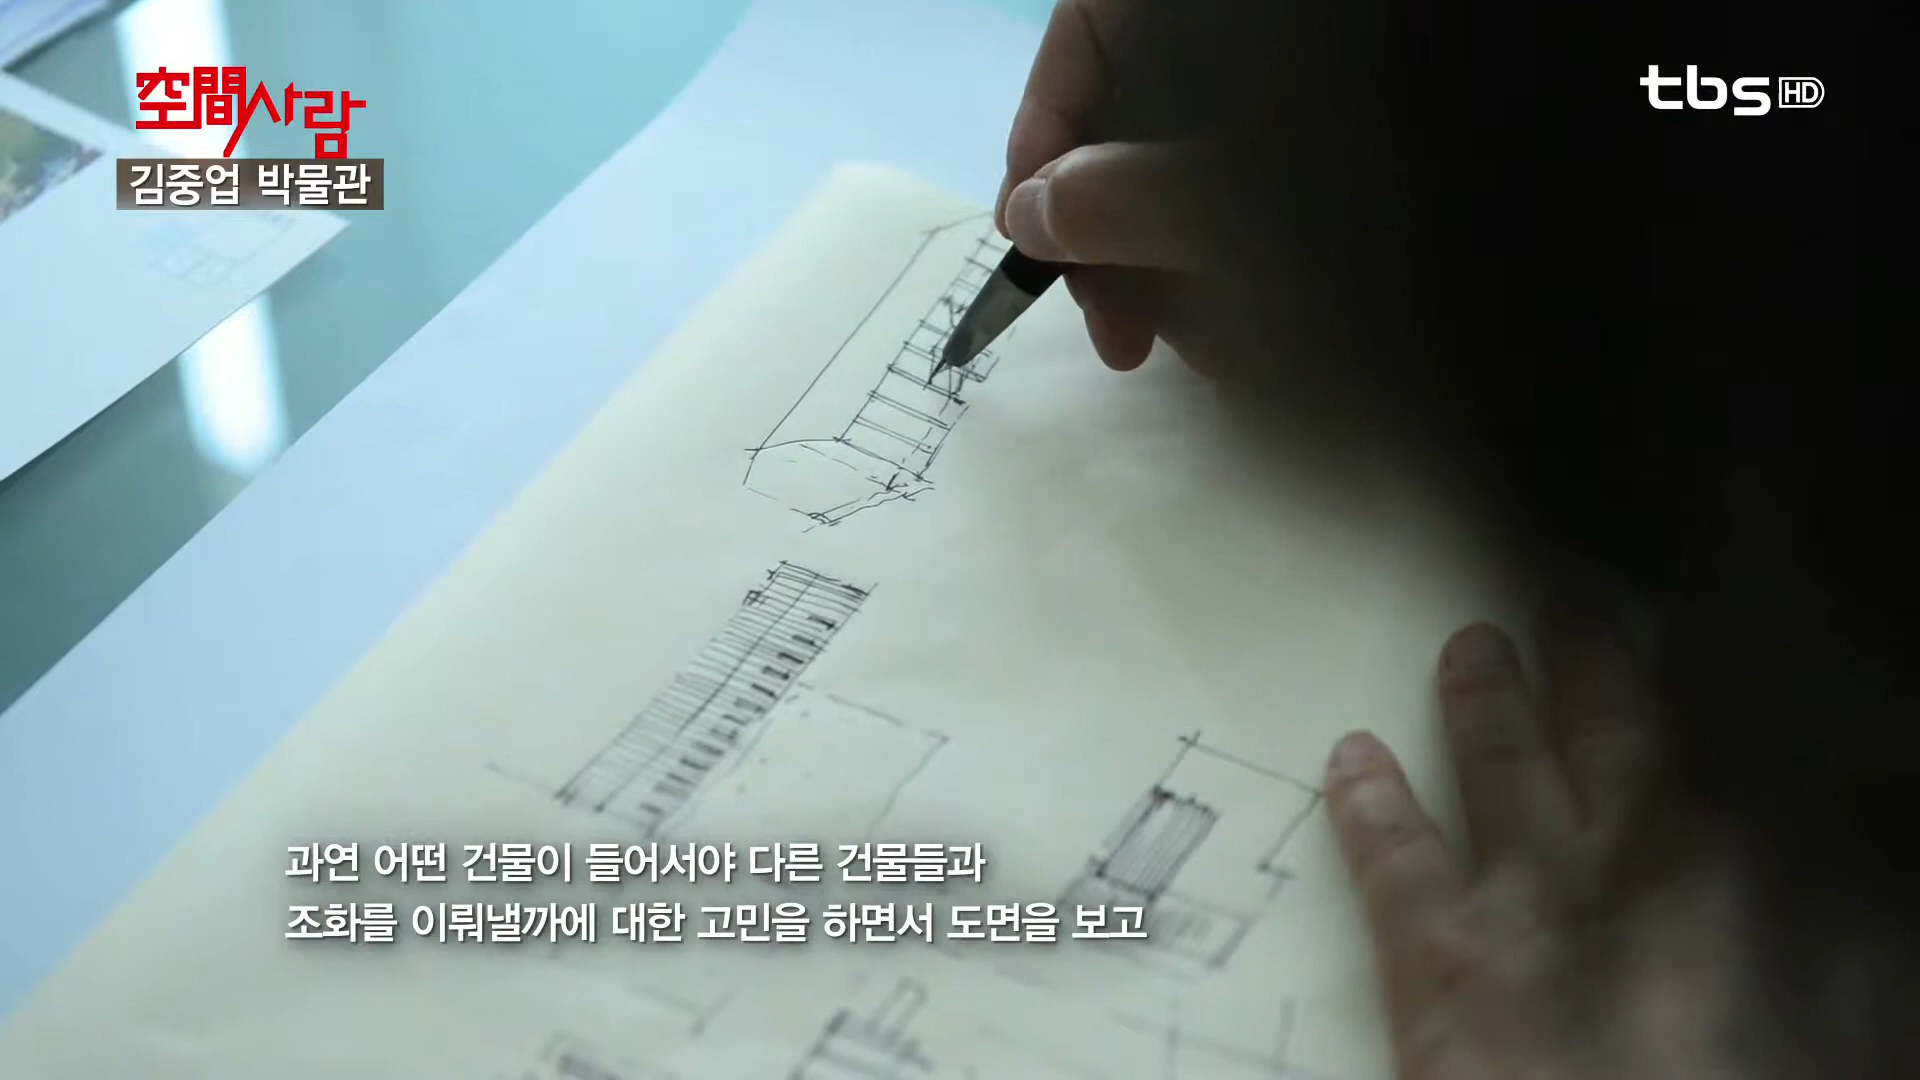 空間사람
김중업 박물관
tbs HD
과연 어떤 건물이 들어서야 다른 건물들과
조화를 이뤄낼까에 대한 고민을 하면서 도면을 보고